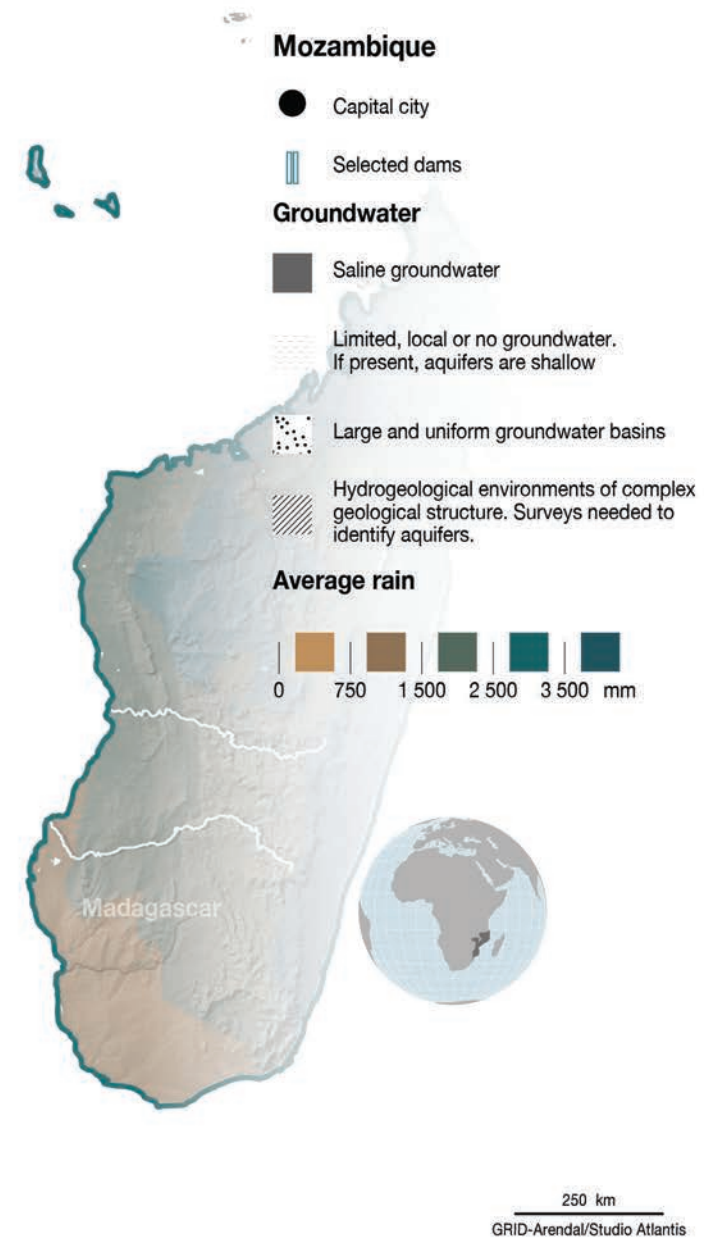 Mozambique
Capital city
Selected dams
Groundwater
Saline groundwater
Limited, local or no groundwater.
If present, aquifers are shallow
Large and uniform groundwater basins
Hydrogeological environments of complex
geological structure. Surveys needed to
identify aquifers.
Average rain
0 750 1 500 2 500 3 500 mm
Madagascar
250 km
GRID-Arendal/Studio Atlantis